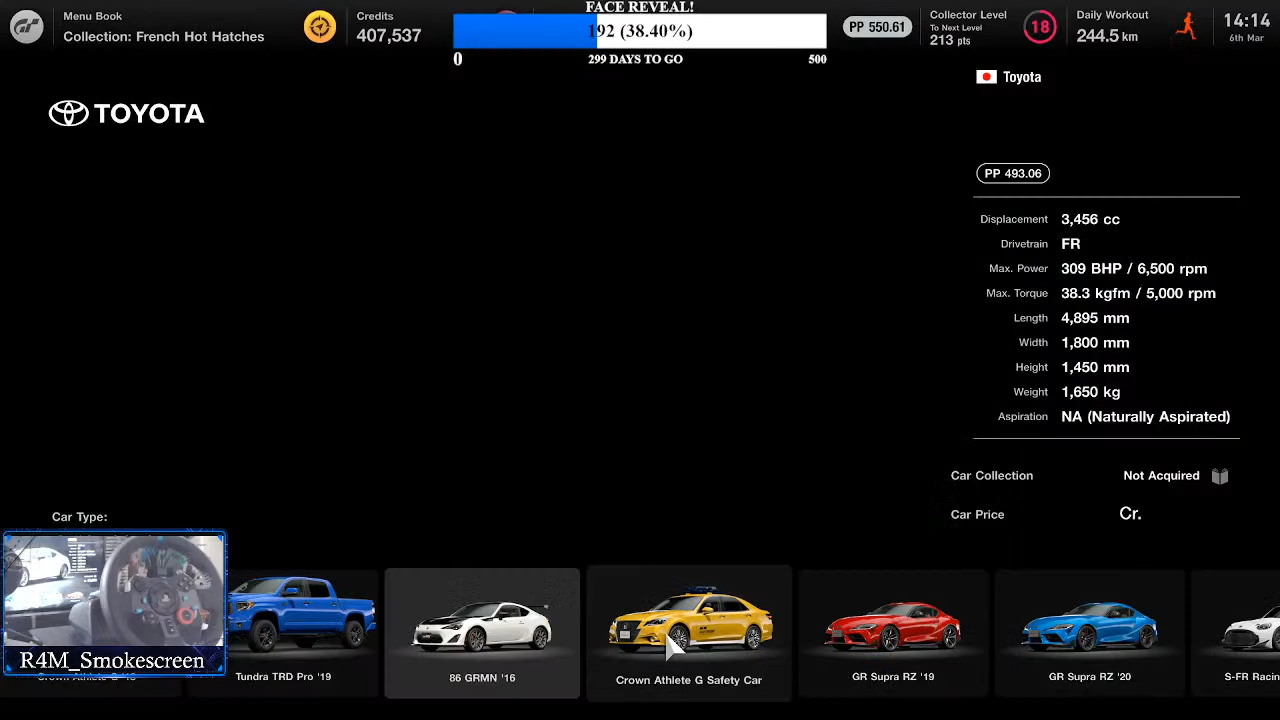 Menu Book
Collection: French Hot Hatches
Credits
407,537
FACE REVEAL!
192 (38.40%)
0
299 DAYS TO GO
500
PP 550.61
Collector Level
To Next Level
213 pts
18
Daily Workout
244.5 km
14:14
6th Mar
TOYOTA
Toyota
PP 493.06
Displacement 3,456 cc
Drivetrain FR
Max. Power 309 BHP / 6,500 rpm
Max. Torque 38.3 kgfm / 5,000 rpm
Length 4,895 mm
Width 1,800 mm
Height 1,450 mm
Weight 1,650 kg
Aspiration NA (Naturally Aspirated)
Car Collection Not Acquired
Car Price Cr.
Car Type:
R4M_Smokescreen
Crown Athlete G '13
Tundra TRD Pro '19
86 GRMN '16
Crown Athlete G Safety Car
GR Supra RZ '19
GR Supra RZ '20
S-FR Racin